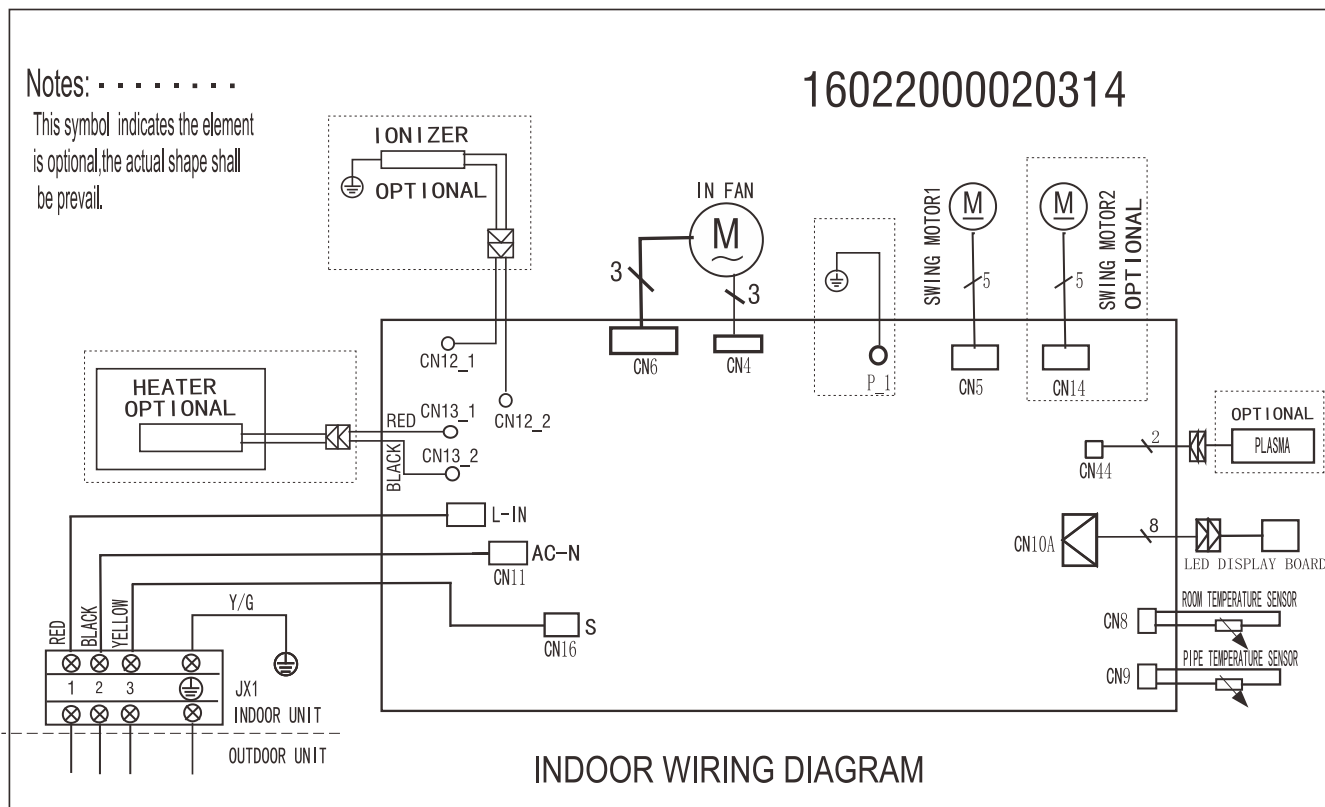 Notes: - - - - - - - -
This symbol indicates the element
is optional,the actual shape shall
be prevail.
16022000020314
IONIZER
OPTIONAL
IN FAN
M
3
3
SWING MOTOR1
M
5
M
5
SWING MOTOR2
OPTIONAL
CN12_1
CN12_2
CN6
CN4
P_1
CN5
CN14
HEATER
OPTIONAL
RED
CN13_1
BLACK
CN13_2
OPTIONAL
PLASMA
2
CN44
L-IN
AC-N
CN11
S
CN16
CN10A
8
LED DISPLAY BOARD
CN8
ROOM TEMPERATURE SENSOR
CN9
PIPE TEMPERATURE SENSOR
RED
BLACK
YELLOW
Y/G
1 2 3
JX1
INDOOR UNIT
OUTDOOR UNIT
INDOOR WIRING DIAGRAM